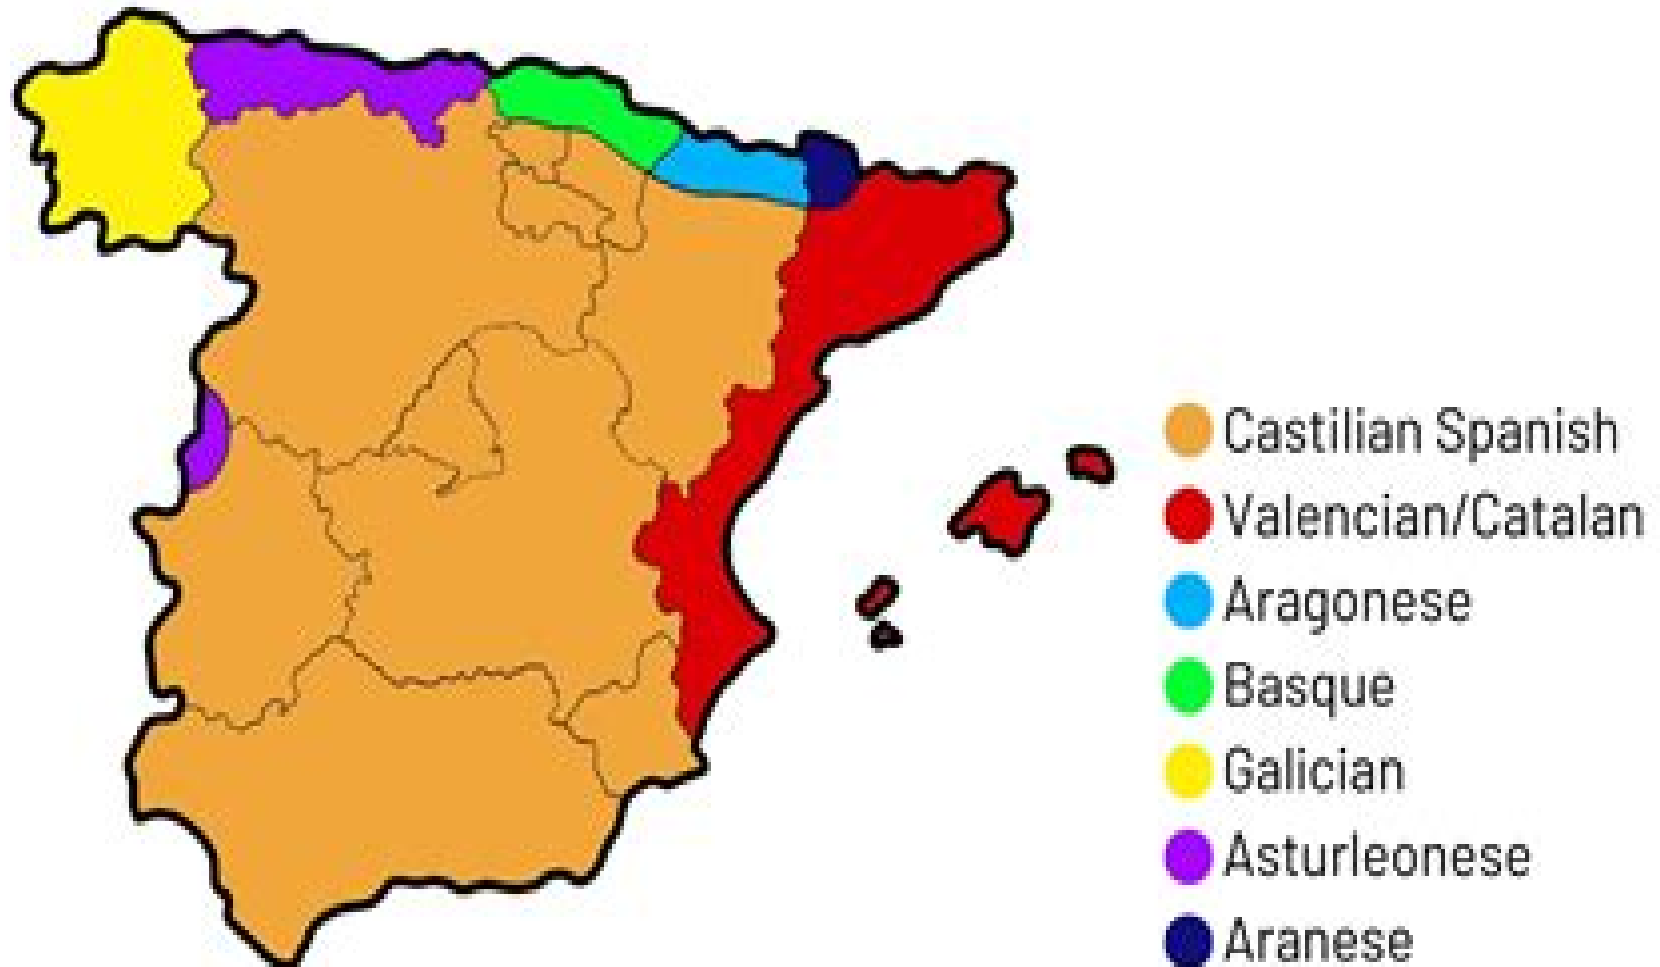 Castilian Spanish
Valencian/Catalan
Aragonese
Basque
Galician
Asturleonese
Aranese